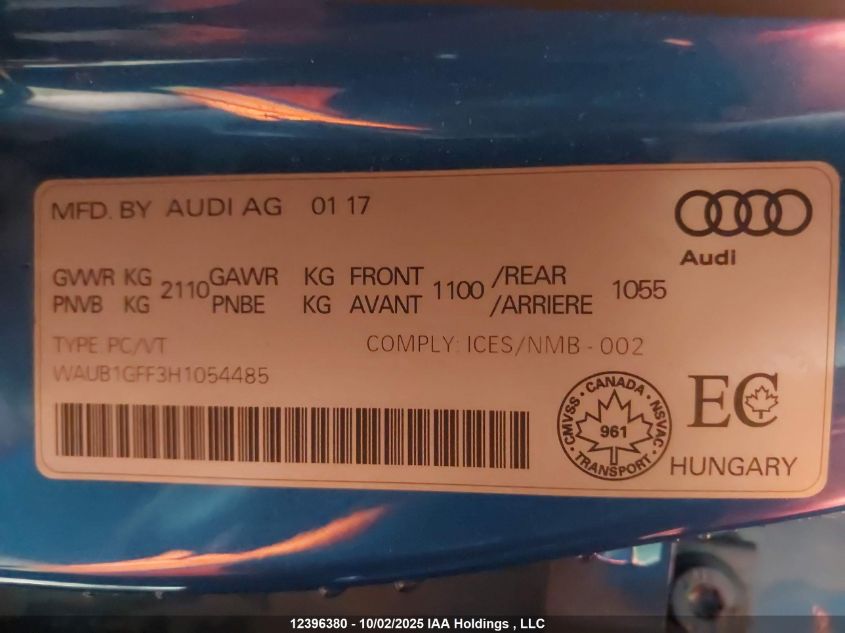 MFD. BY AUDI AG 01 17
Audi
GVWR KG 2110 GAWR KG FRONT 1100 /REAR 1055
PNVB KG PNBE KG AVANT /ARRIERE
TYPE: PC/VT COMPLY: ICES/NMB - 002
WAUB1GFF3H1054485
CMVSS - CANADA - NSVAC
961
TRANSPORT
EC
HUNGARY
12396380 - 10/02/2025 IAA Holdings , LLC